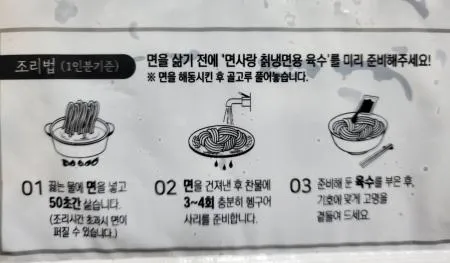 조리법 (1인분기준)
면을 삶기 전에 '면사랑 칡냉면용 육수'를 미리 준비해주세요!
※ 면을 해동시킨 후 골고루 풀어놓습니다.
01 끓는 물에 면을 넣고
50초간 삶습니다.
(조리시간 초과시 면이
퍼질 수 있습니다.)
02 면을 건져낸 후 찬물에
3~4회 충분히 헹구어
사리를 준비합니다.
03 준비해 둔 육수를 부은 후,
기호에 맞게 고명을
곁들여 드세요.